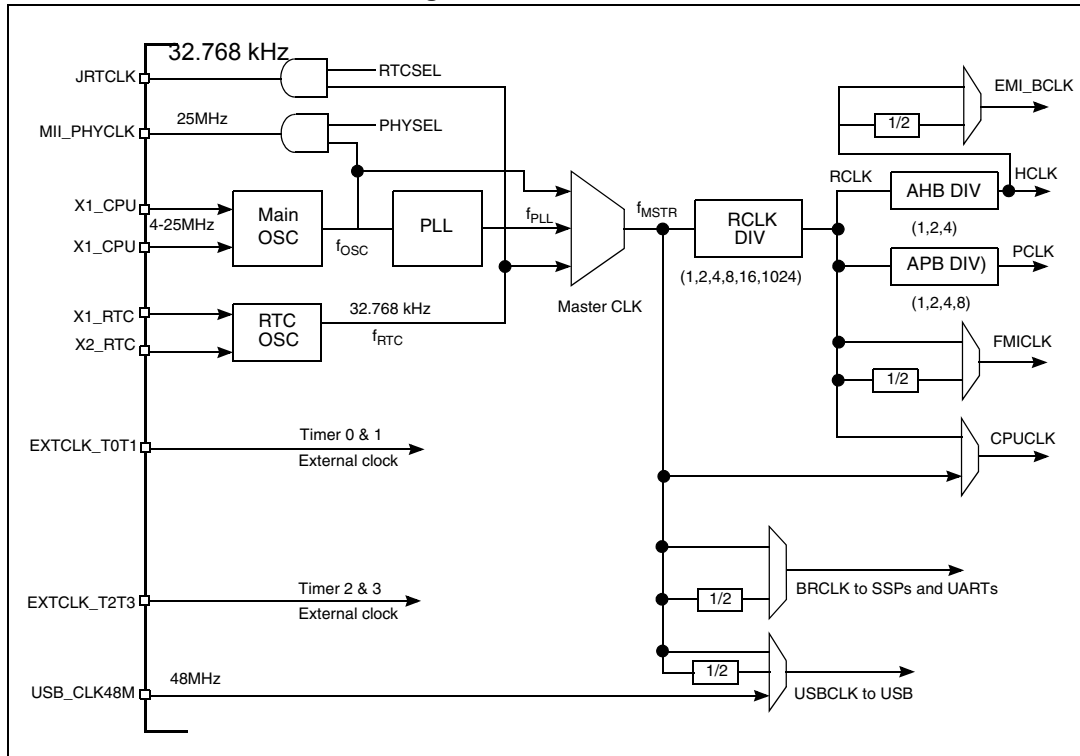 32.768 kHz
JRTCLK
RTCSEL
MII_PHYCLK
25MHz
PHYSEL
EMI_BCLK
1/2
X1_CPU
4-25MHz
X1_CPU
Main
OSC
fOSC
PLL
fPLL
fMSTR
RCLK
DIV
(1,2,4,8,16,1024)
RCLK
AHB DIV
(1,2,4)
HCLK
APB DIV)
(1,2,4,8)
PCLK
Master CLK
X1_RTC
X2_RTC
RTC
OSC
32.768 kHz
fRTC
1/2
FMICLK
EXTCLK_T0T1
Timer 0 & 1
External clock
CPUCLK
EXTCLK_T2T3
Timer 2 & 3
External clock
1/2
BRCLK to SSPs and UARTs
USB_CLK48M
48MHz
1/2
USBCLK to USB